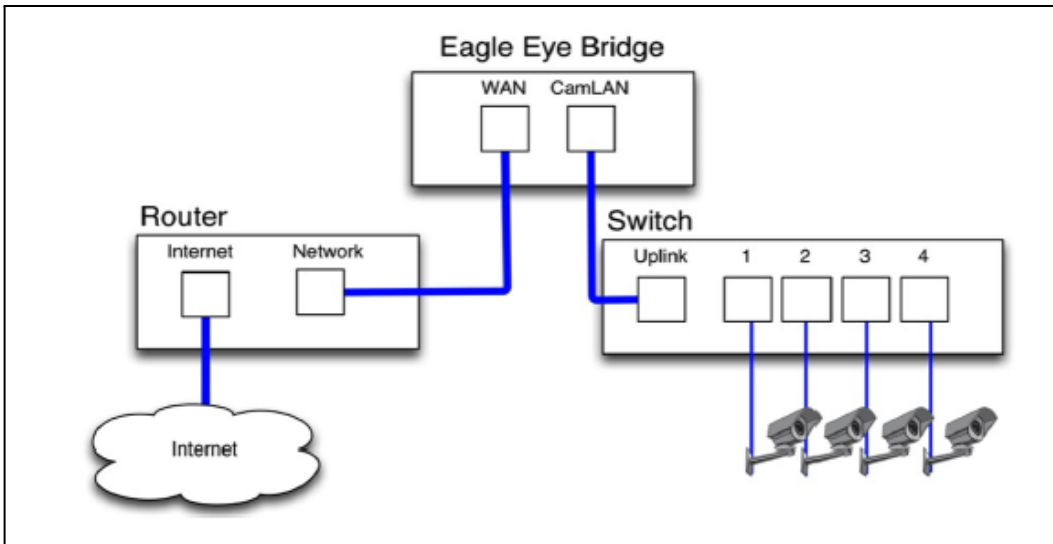 Eagle Eye Bridge
WAN CamLAN
Router
Internet Network
Switch
Uplink 1 2 3 4
Internet